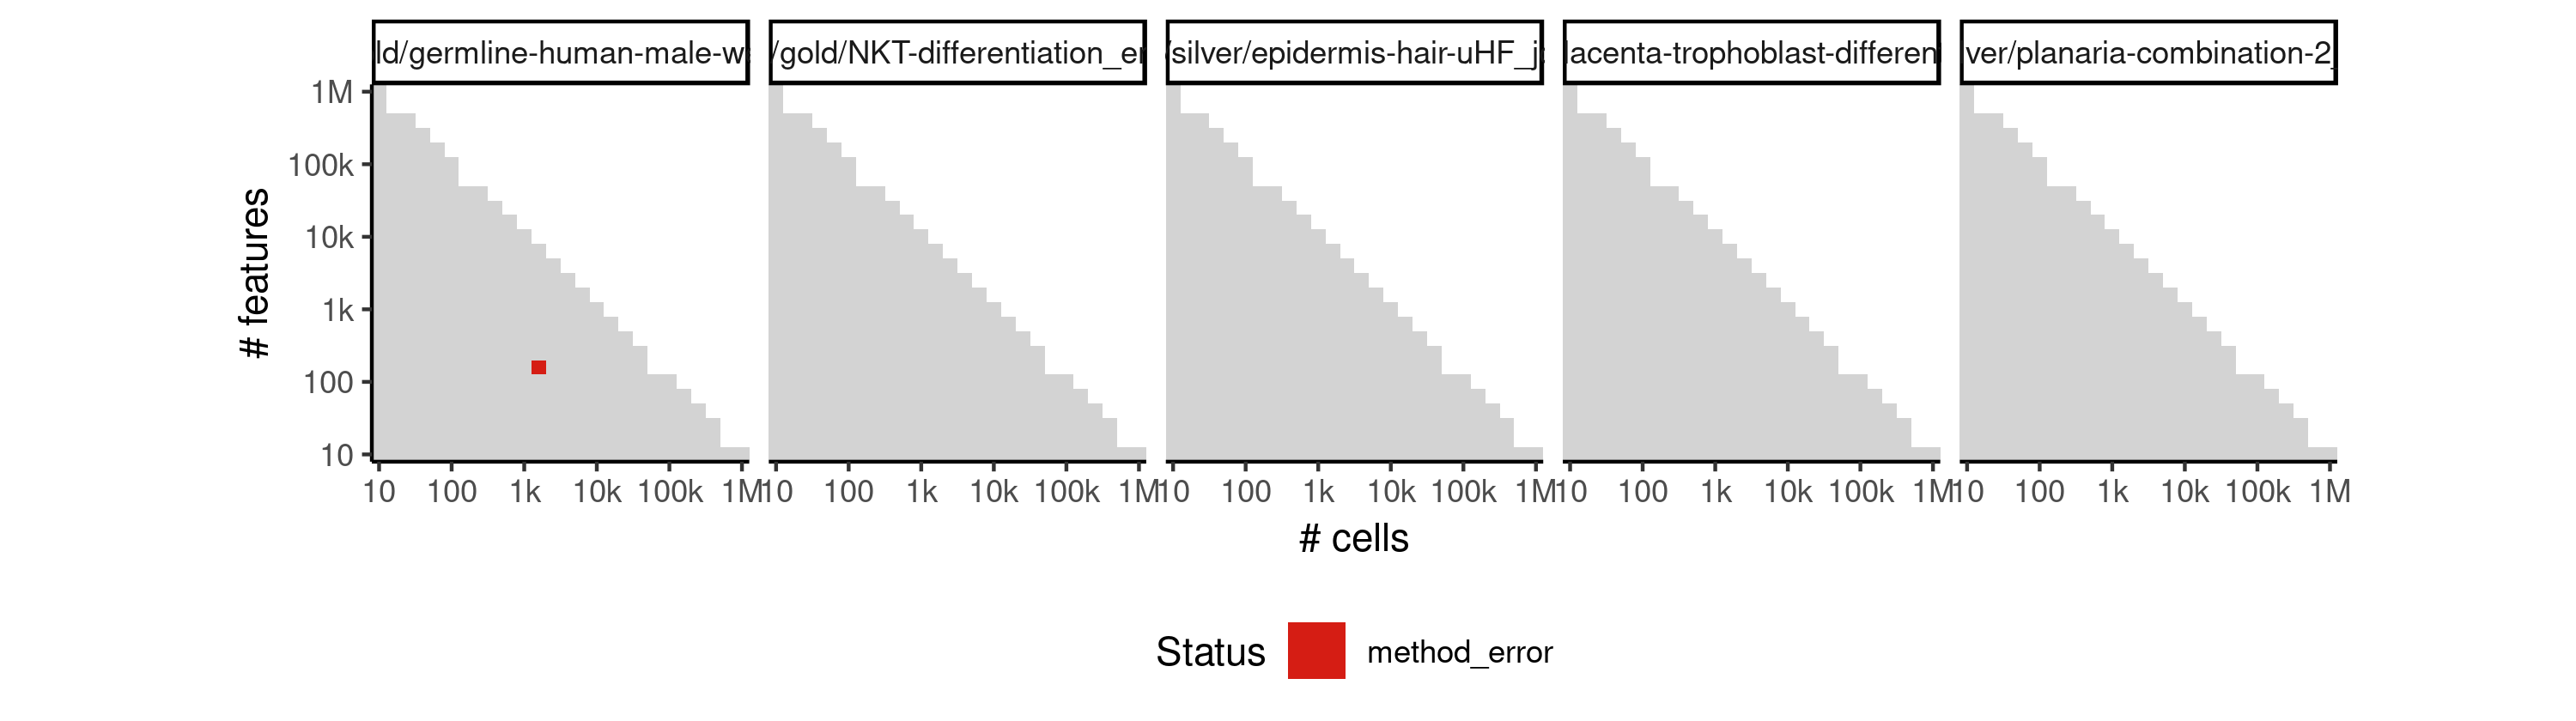 ld/germline-human-male-w
/gold/NKT-differentiation_e
silver/epidermis-hair-uHF_j
lacenta-trophoblast-differen
ver/planaria-combination-2
1M
100k
10k
1k
100
10
# features
10 100 1k 10k 100k 1M
10 100 1k 10k 100k 1M
10 100 1k 10k 100k 1M
10 100 1k 10k 100k 1M
10 100 1k 10k 100k 1M
# cells
Status method_error